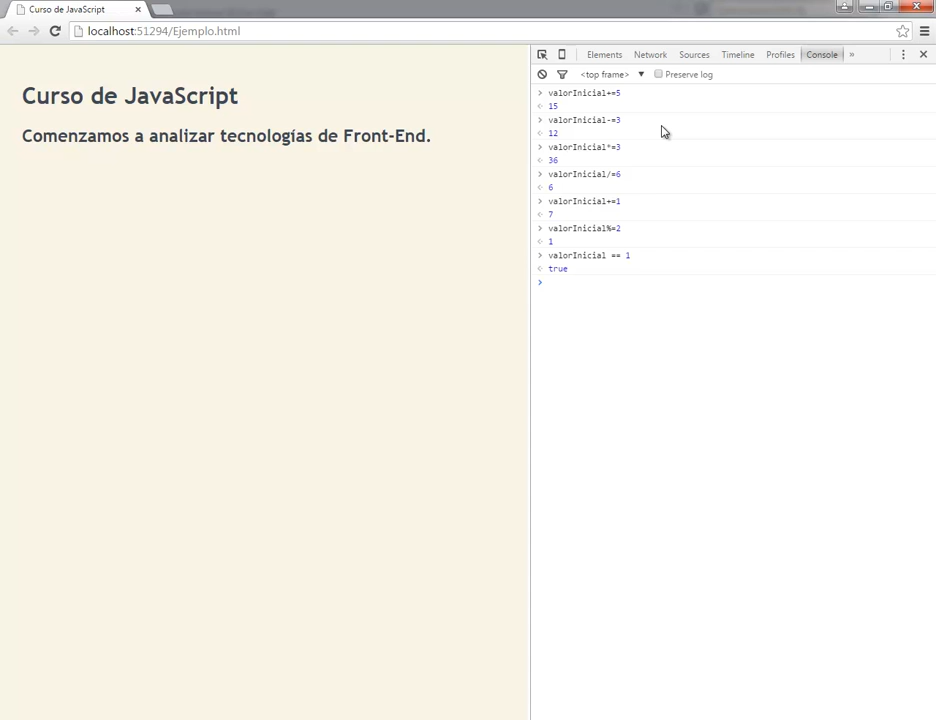 Curso de JavaScript
localhost:51294/Ejemplo.html
Curso de JavaScript
Comenzamos a analizar tecnologías de Front-End.
Elements Network Sources Timeline Profiles Console »
<top frame> Preserve log
valorInicial+=5
15
valorInicial-=3
12
valorInicial*=3
36
valorInicial/=6
6
valorInicial+=1
7
valorInicial%=2
1
valorInicial == 1
true